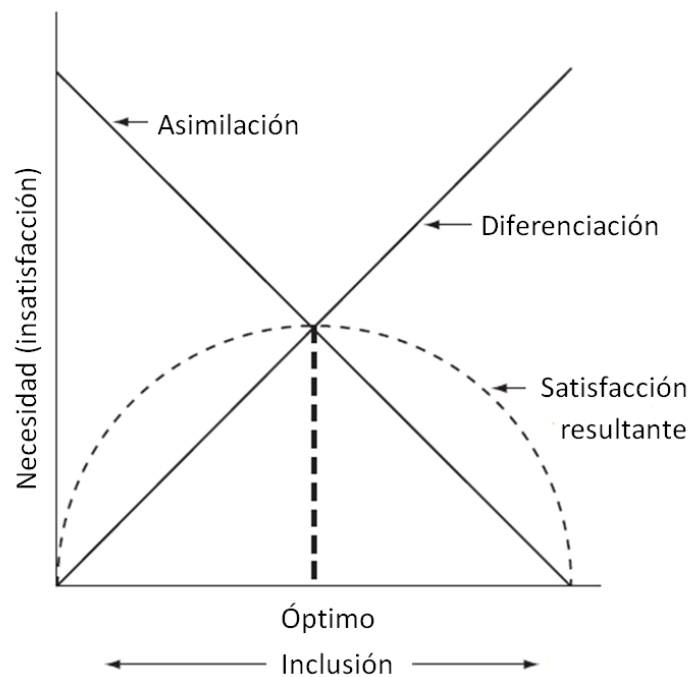 Asimilación
Diferenciación
Necesidad (insatisfacción)
Satisfacción
resultante
Óptimo
Inclusión